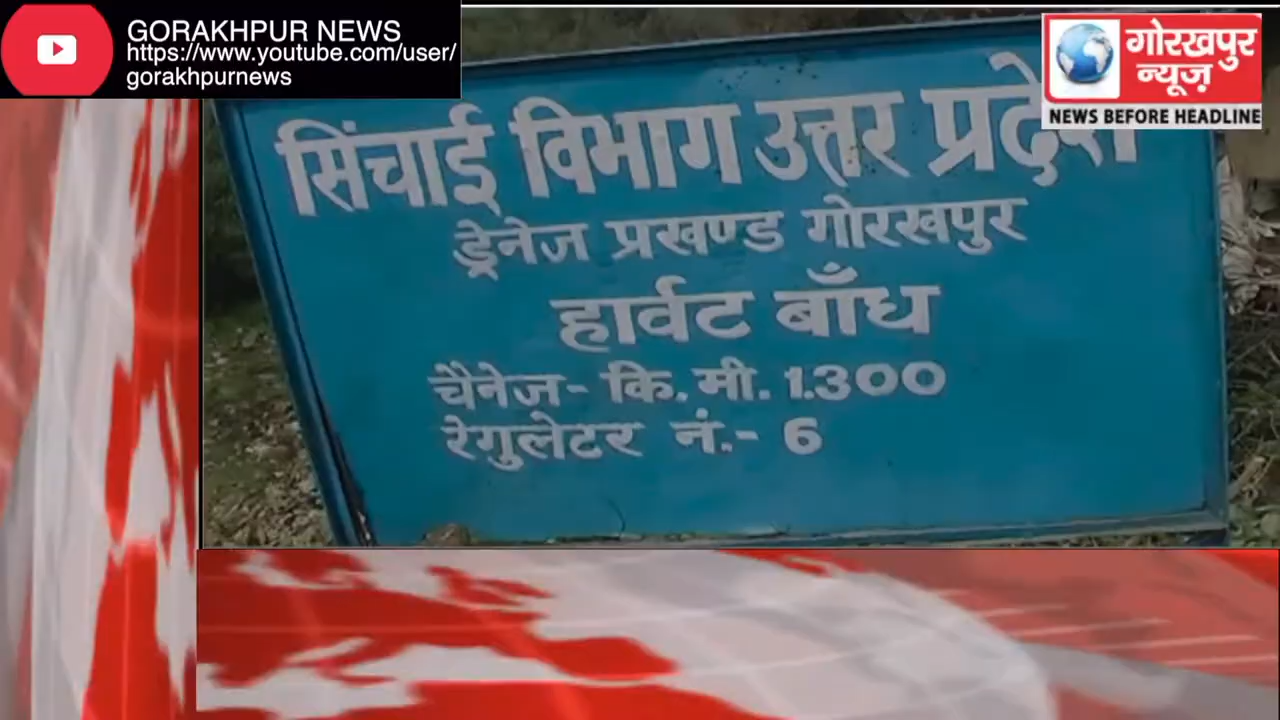 GORAKHPUR NEWS
https://www.youtube.com/user/
gorakhpurnews
गोरखपुर
न्यूज़
NEWS BEFORE HEADLINE
सिंचाई विभाग उत्तर प्रदेश
ड्रेनेज प्रखण्ड गोरखपुर
हार्वट बाँध
चैनेज- कि.मी. 1.300
रेगुलेटर नं.- 6